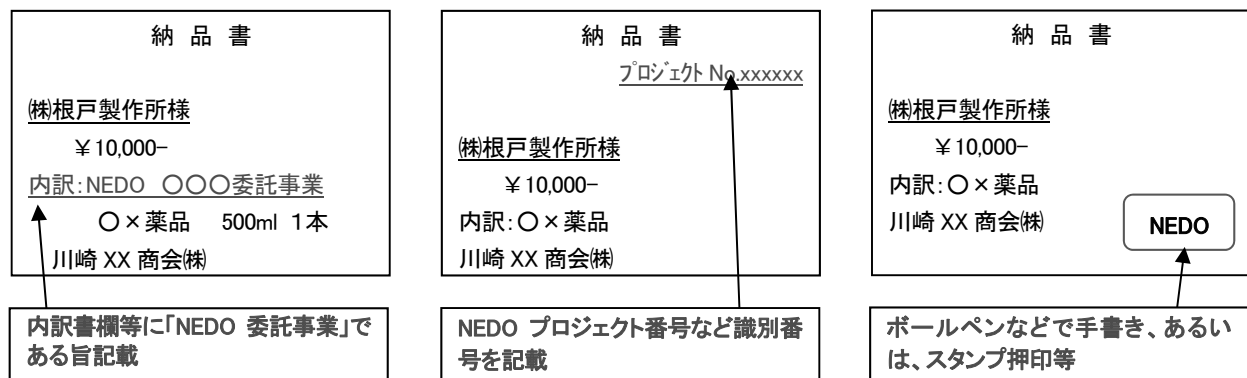 納 品 書
㈱根戸製作所様
￥10,000−
内訳:NEDO 〇〇〇委託事業
〇×薬品 500ml 1本
川崎 XX 商会㈱
内訳書欄等に「NEDO 委託事業」で
ある旨記載
納 品 書
ﾌﾟﾛｼﾞｪｸﾄ No.xxxxxx
㈱根戸製作所様
￥10,000−
内訳:〇×薬品
川崎 XX 商会㈱
NEDO プロジェクト番号など識別番
号を記載
納 品 書
㈱根戸製作所様
￥10,000−
内訳:〇×薬品
川崎 XX 商会㈱
NEDO
ボールペンなどで手書き、あるい
は、スタンプ押印等